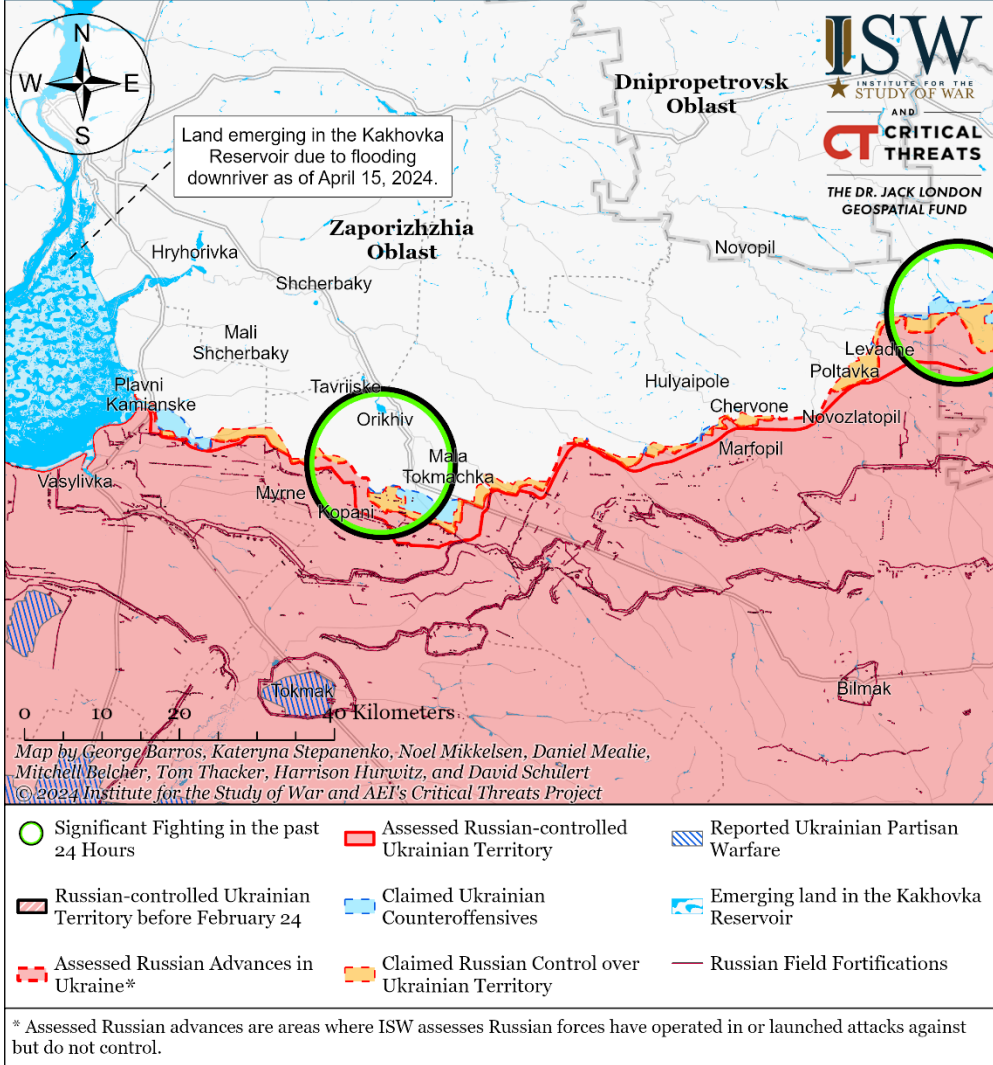 N
W E
S
ISW
INSTITUTE FOR THE
STUDY OF WAR
AND
CT CRITICAL
THREATS
THE DR. JACK LONDON
GEOSPATIAL FUND
Dnipropetrovsk
Oblast
Land emerging in the Kakhovka
Reservoir due to flooding
downriver as of April 15, 2024.
Zaporizhzhia
Oblast
Hryhorivka
Novopil
Shcherbaky
Mali
Shcherbaky
Levadne
Poltavka
Plavni
Kamianske
Tavriiske
Hulyaipole
Orikhiv
Chervone
Novozlatopil
Mala
Tokmachka
Marfopil
Vasylivka
Myrne
Kopani
Tokmak
Bilmak
0 10 20 40 Kilometers
Map by George Barros, Kateryna Stepanenko, Noel Mikkelsen, Daniel Mealie,
Mitchell Belcher, Tom Thacker, Harrison Hurwitz, and David Schulert
© 2024 Institute for the Study of War and AEI's Critical Threats Project
Significant Fighting in the past
24 Hours
Russian-controlled Ukrainian
Territory before February 24
Assessed Russian Advances in
Ukraine*
Assessed Russian-controlled
Ukrainian Territory
Claimed Ukrainian
Counteroffensives
Claimed Russian Control over
Ukrainian Territory
Reported Ukrainian Partisan
Warfare
Emerging land in the Kakhovka
Reservoir
Russian Field Fortifications
* Assessed Russian advances are areas where ISW assesses Russian forces have operated in or launched attacks against
but do not control.